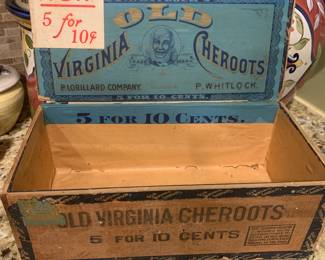 5 for
10¢
OLD
VIRGINIA CHEROOTS
P. LORILLARD COMPANY. P. WHITLOCK.
5 FOR 10 CENTS
5 FOR 10 CENTS.
OLD VIRGINIA CHEROOTS
5 FOR 10 CENTS